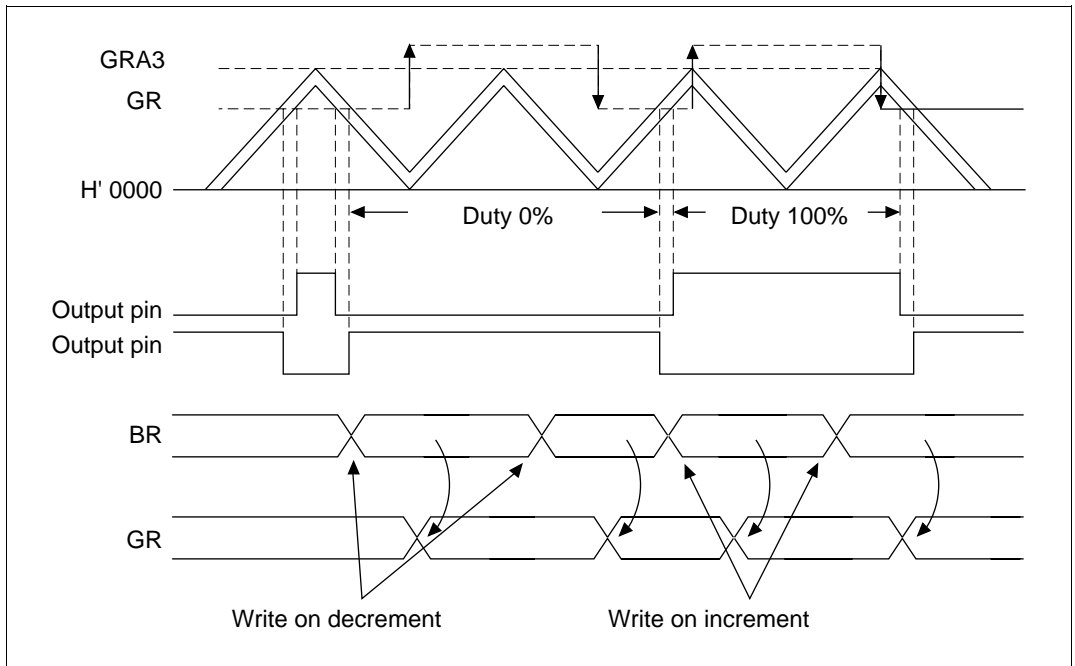 GRA3
GR
H' 0000
Duty 0%
Duty 100%
Output pin
Output pin
BR
GR
Write on decrement
Write on increment